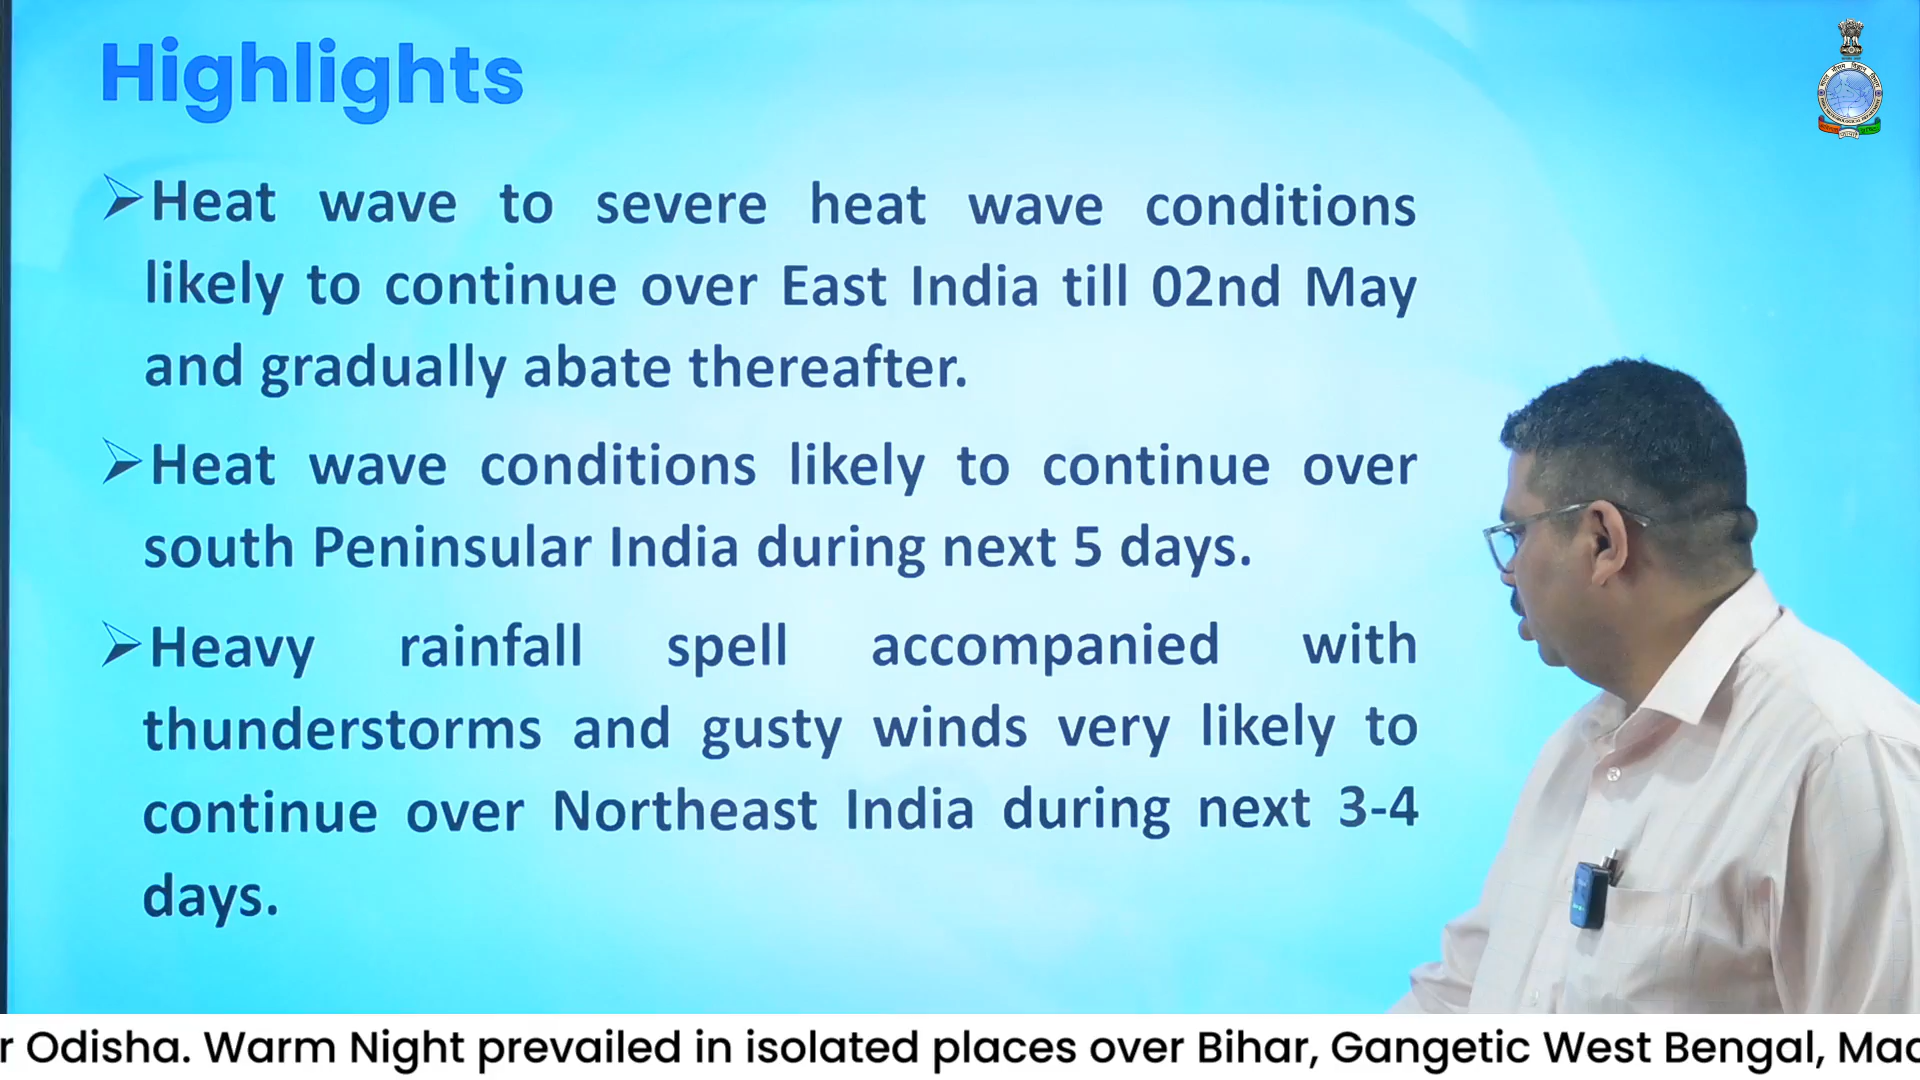 Highlights
Heat wave to severe heat wave conditions
likely to continue over East India till 02nd May
and gradually abate thereafter.
Heat wave conditions likely to continue over
south Peninsular India during next 5 days.
Heavy rainfall spell accompanied with
thunderstorms and gusty winds very likely to
continue over Northeast India during next 3-4
days.
r Odisha. Warm Night prevailed in isolated places over Bihar, Gangetic West Bengal, Mad